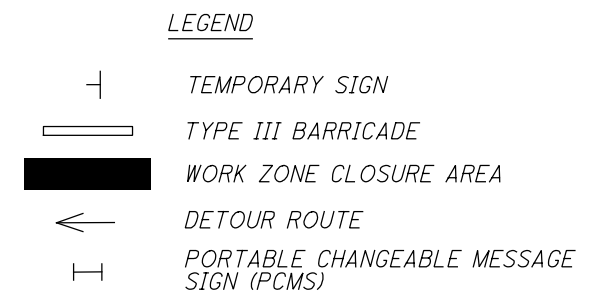 LEGEND
TEMPORARY SIGN
TYPE III BARRICADE
WORK ZONE CLOSURE AREA
DETOUR ROUTE
PORTABLE CHANGEABLE MESSAGE
SIGN (PCMS)